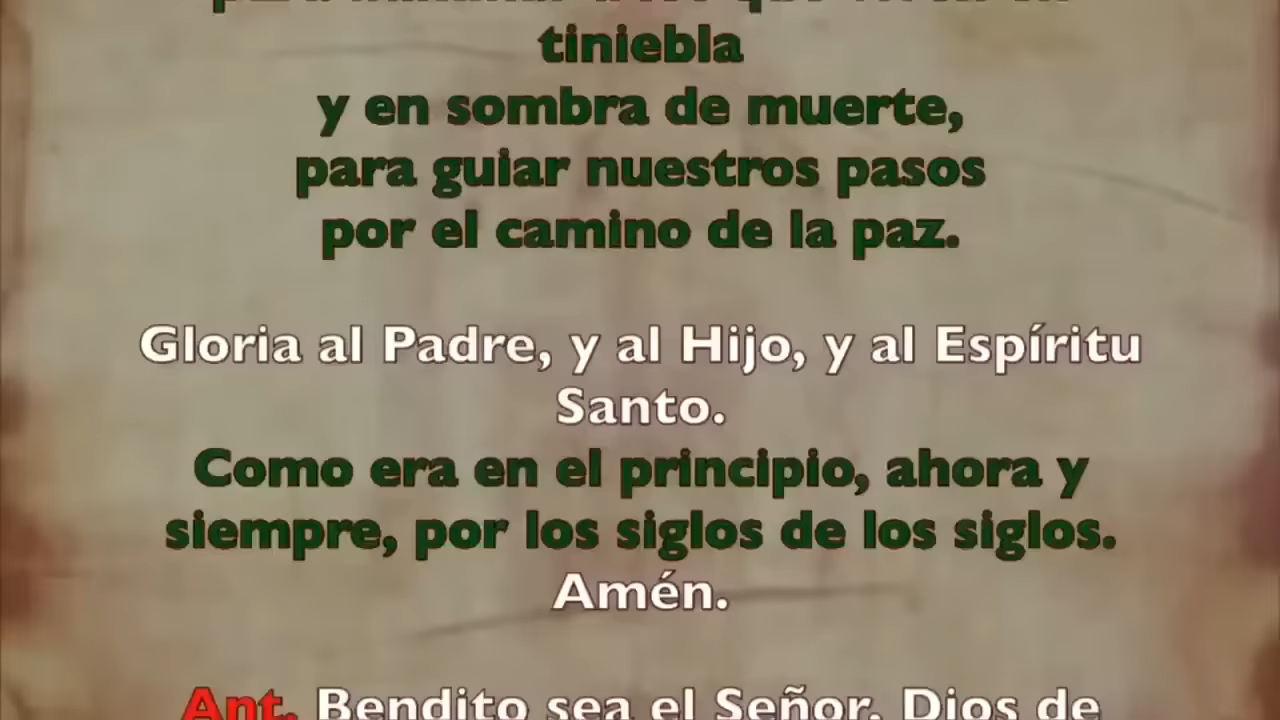 tiniebla
y en sombra de muerte,
para guiar nuestros pasos
por el camino de la paz.
Gloria al Padre, y al Hijo, y al Espíritu
Santo.
Como era en el principio, ahora y
siempre, por los siglos de los siglos.
Amén.
Ant. Bendito sea el Señor, Dios de